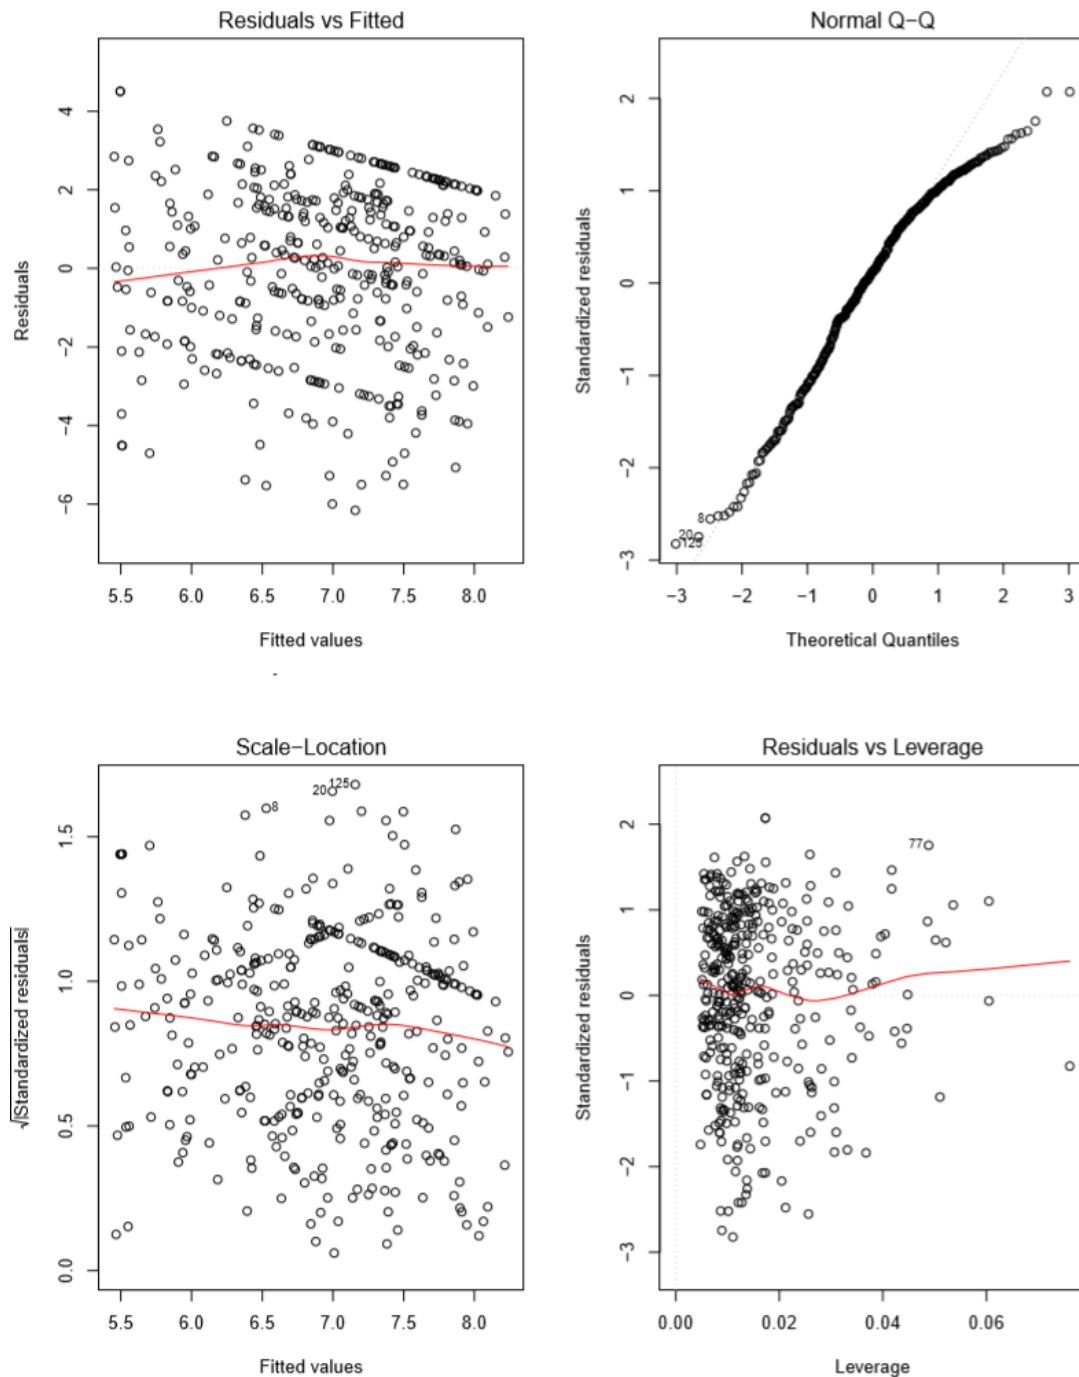 Residuals vs Fitted
Residuals
4
2
0
−2
−4
−6
5.5 6.0 6.5 7.0 7.5 8.0
Fitted values
Normal Q−Q
Standardized residuals
2
1
0
−1
−2
−3
8
20
125
−3 −2 −1 0 1 2 3
Theoretical Quantiles
Scale−Location
√|Standardized residuals|
1.5
1.0
0.5
0.0
20 125
8
5.5 6.0 6.5 7.0 7.5 8.0
Fitted values
Residuals vs Leverage
Standardized residuals
2
1
0
−1
−2
−3
77
0.00 0.02 0.04 0.06
Leverage